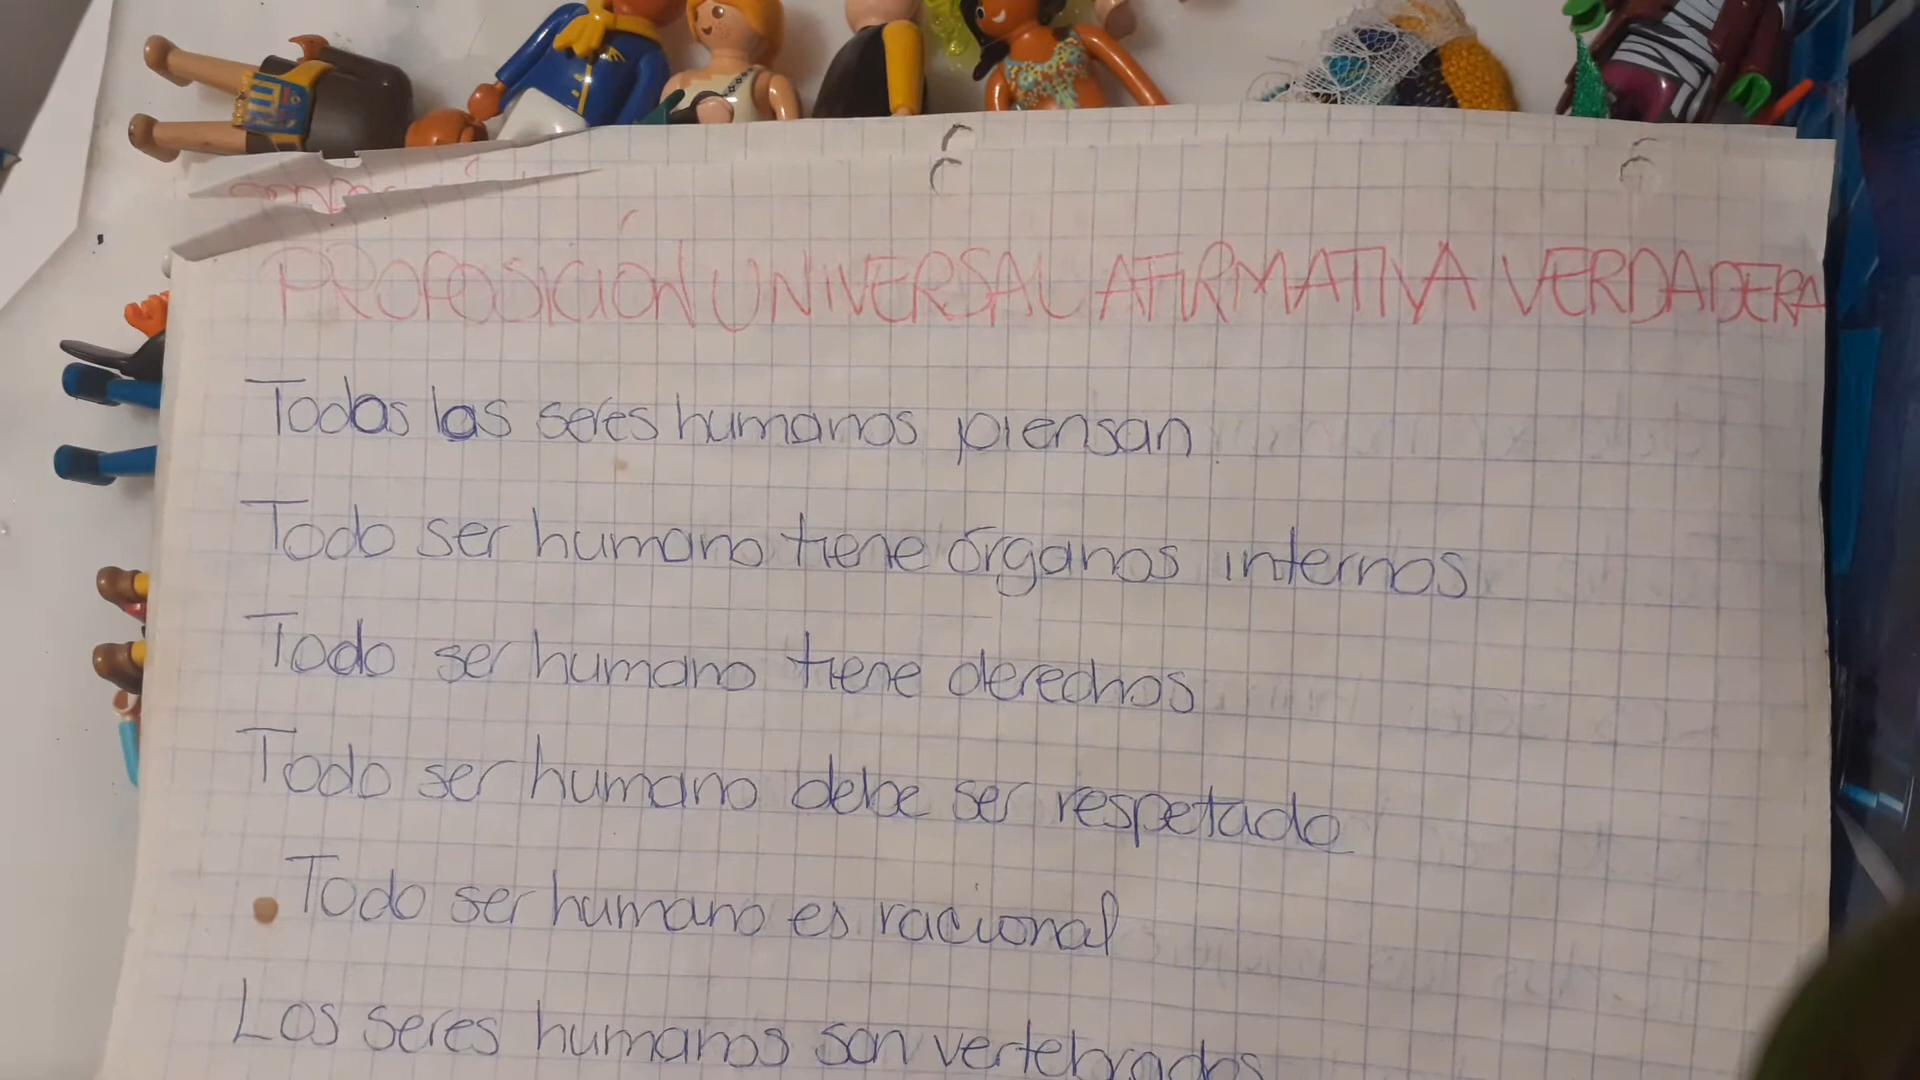 PROPOSICIÓN UNIVERSAL AFIRMATIVA VERDADERA
Todos los seres humanos piensan
Todo ser humano tiene órganos internos
Todo ser humano tiene derechos
Todo ser humano debe ser respetado
Todo ser humano es racional
Los seres humanos son vertebrados